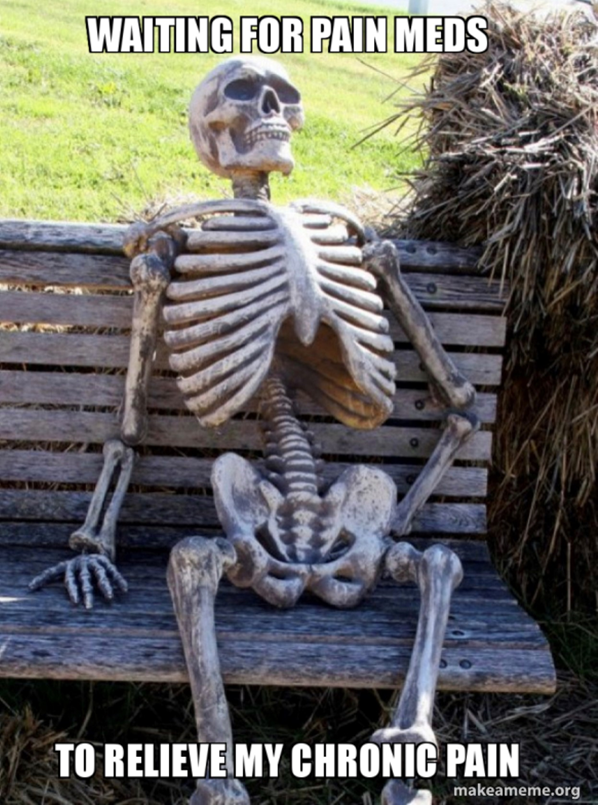 WAITING FOR PAIN MEDS
TO RELIEVE MY CHRONIC PAIN
makeameme.org